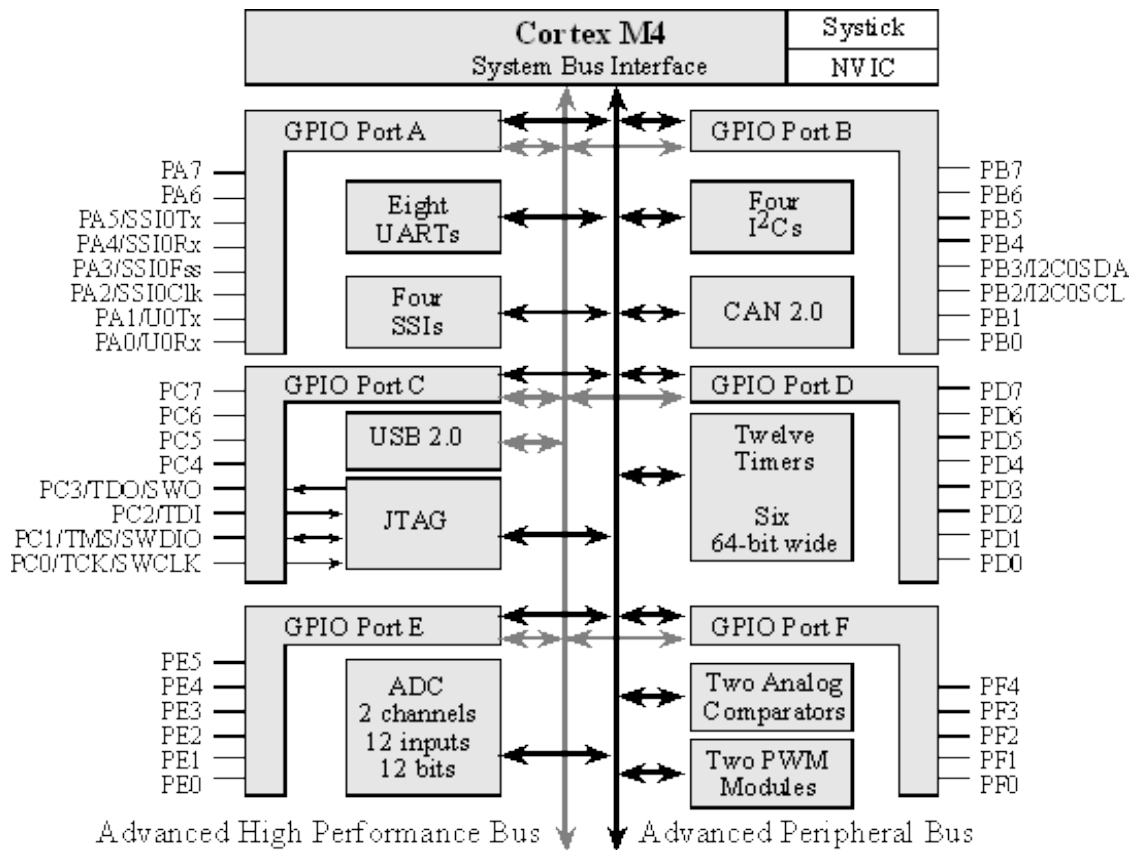 Cortex M4
System Bus Interface
Systick
NVIC
GPIO Port A
PA7
PA6
PA5/SSI0Tx
PA4/SSI0Rx
PA3/SSI0Fss
PA2/SSI0Clk
PA1/U0Tx
PA0/U0Rx
Eight
UARTs
Four
SSIs
GPIO Port B
Four
I²Cs
CAN 2.0
PB7
PB6
PB5
PB4
PB3/I2C0SDA
PB2/I2C0SCL
PB1
PB0
GPIO Port C
PC7
PC6
PC5
PC4
PC3/TDO/SWO
PC2/TDI
PC1/TMS/SWDIO
PC0/TCK/SWCLK
USB 2.0
JTAG
GPIO Port D
Twelve
Timers
Six
64-bit wide
PD7
PD6
PD5
PD4
PD3
PD2
PD1
PD0
GPIO Port E
PE5
PE4
PE3
PE2
PE1
PE0
ADC
2 channels
12 inputs
12 bits
GPIO Port F
Two Analog
Comparators
Two PWM
Modules
PF4
PF3
PF2
PF1
PF0
Advanced High Performance Bus
Advanced Peripheral Bus